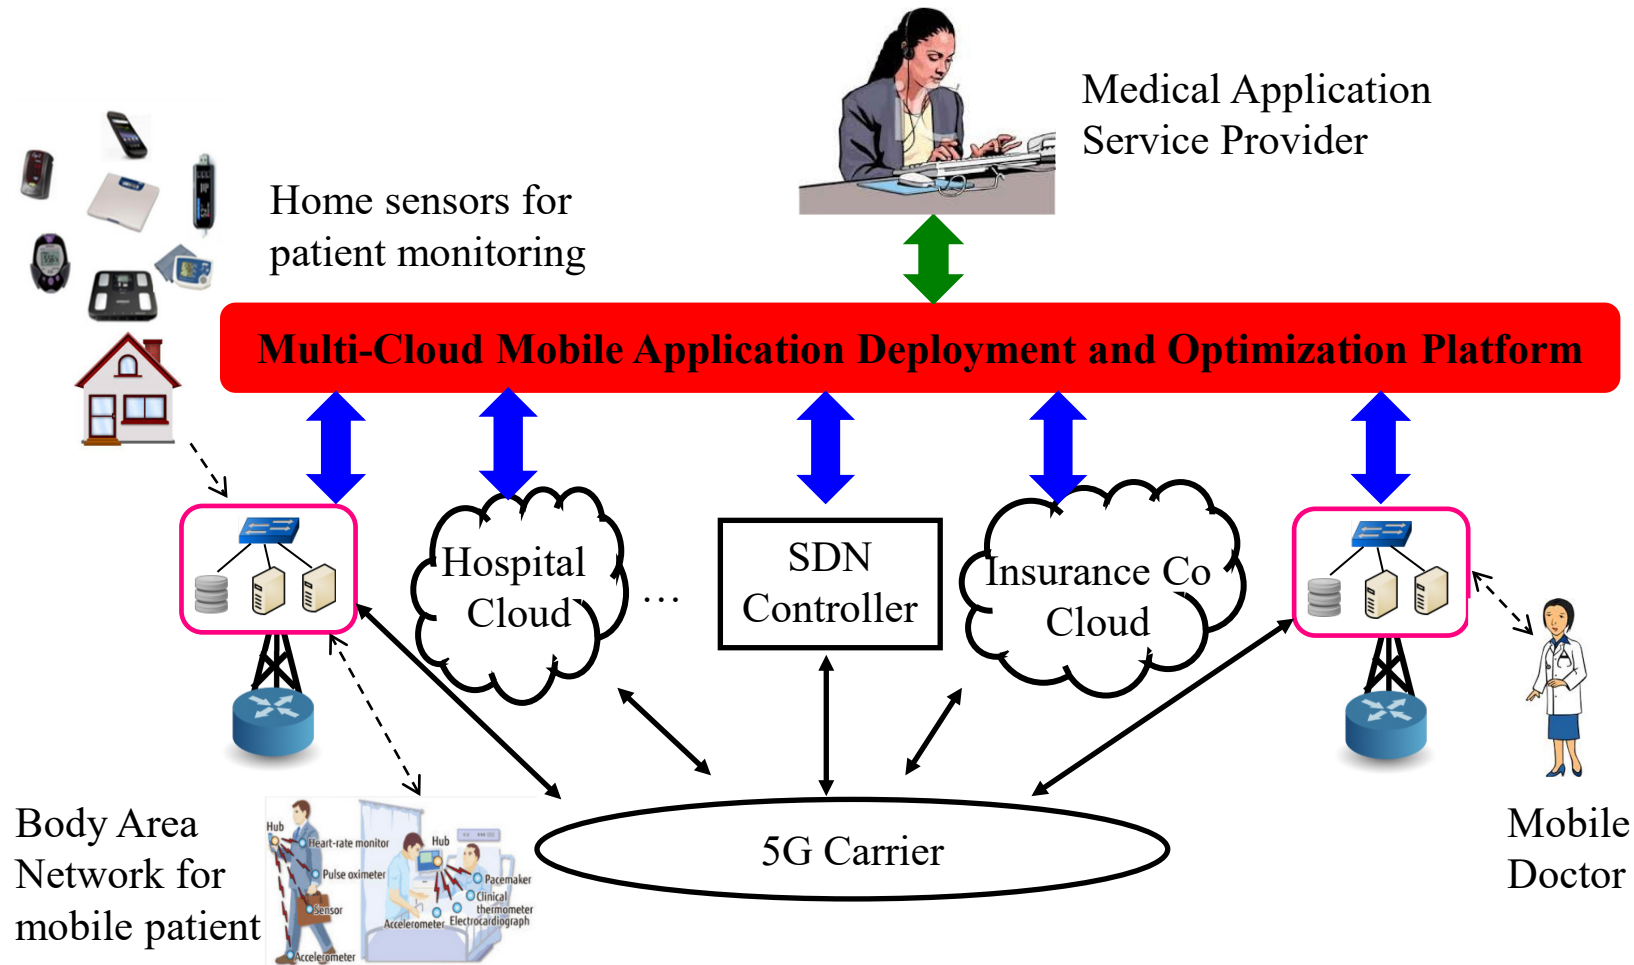 Medical Application
Service Provider
Home sensors for
patient monitoring
Multi-Cloud Mobile Application Deployment and Optimization Platform
Hospital
Cloud
...
SDN
Controller
Insurance Co
Cloud
5G Carrier
Body Area
Network for
mobile patient
Hub
Heart-rate monitor
Pulse oximeter
Sensor
Accelerometer
Hub
Pacemaker
Clinical
thermometer
Accelerometer
Electrocardiograph
Mobile
Doctor